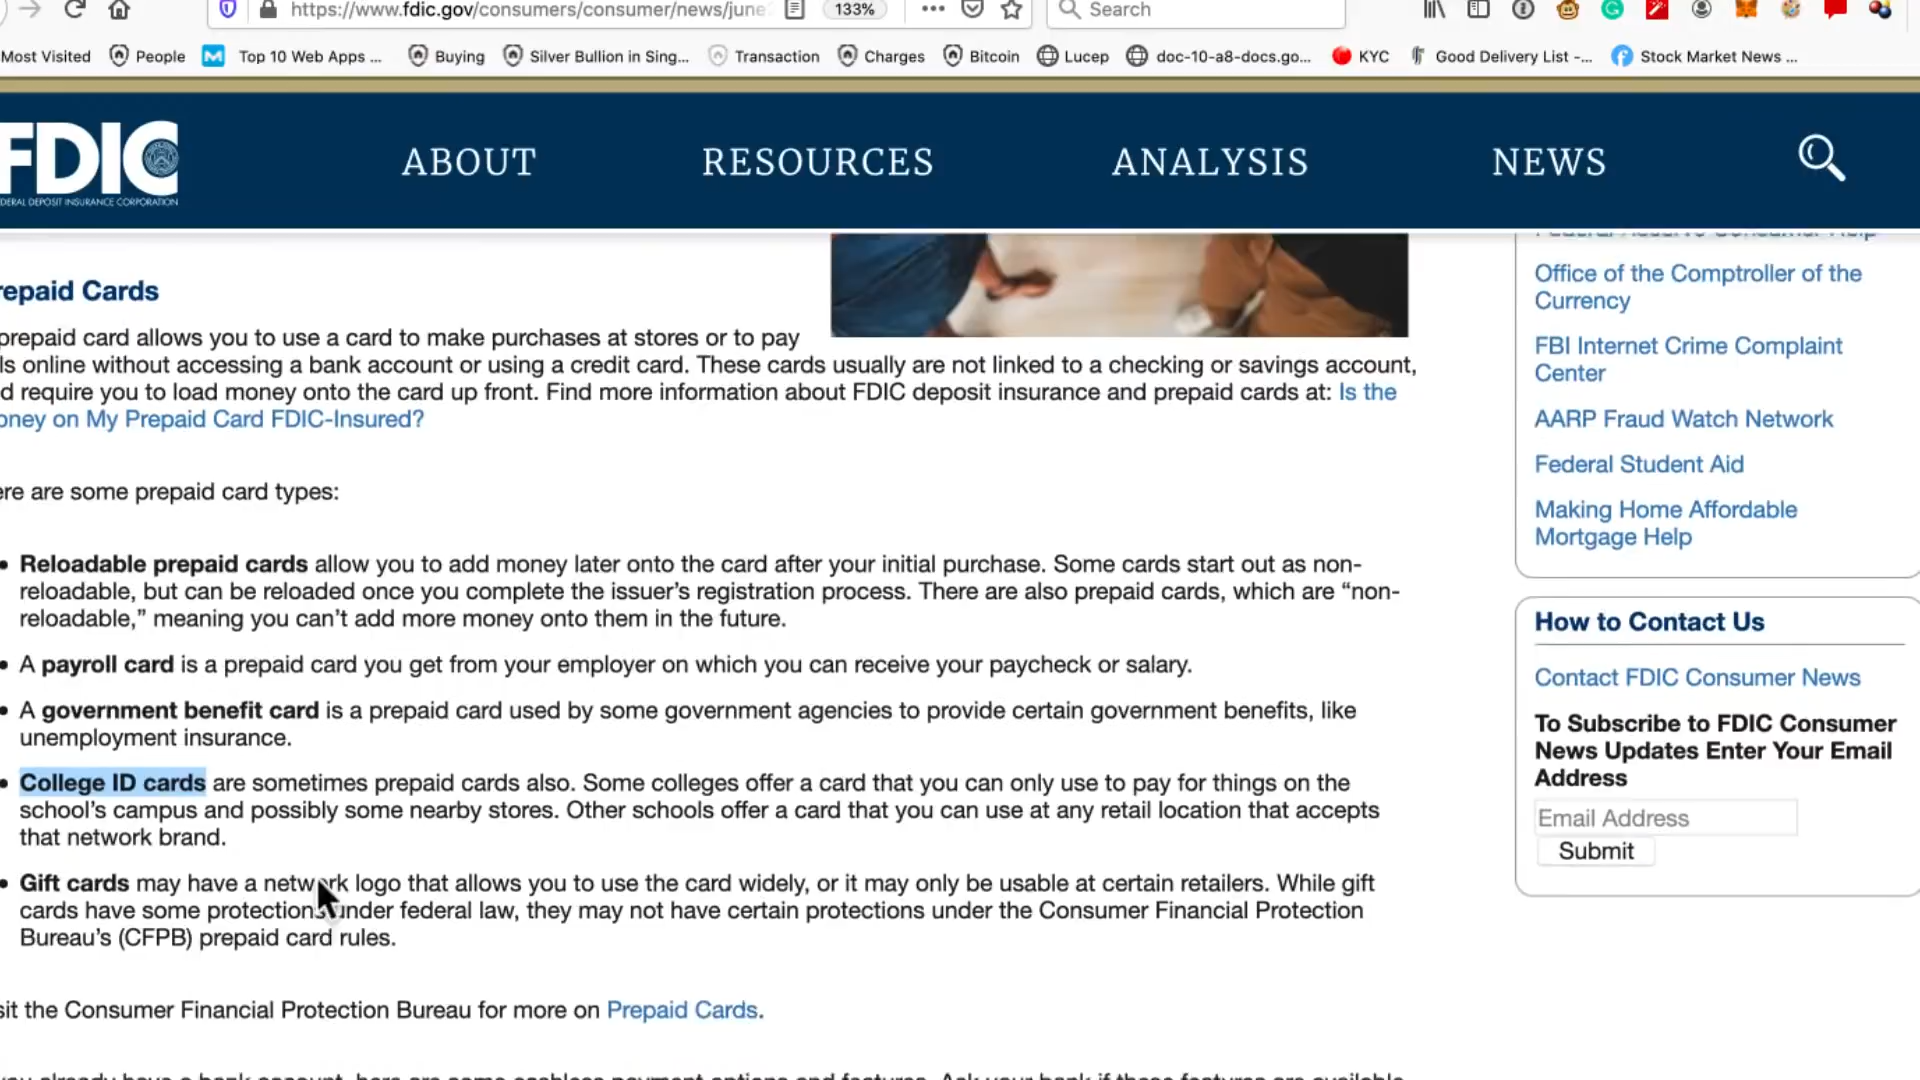 https://www.fdic.gov/consumers/consumer/news/june
133%
Search
Most Visited
People
Top 10 Web Apps ...
Buying
Silver Bullion in Sing...
Transaction
Charges
Bitcoin
Lucep
doc-10-a8-docs.go...
KYC
Good Delivery List -...
Stock Market News ...
FDIC
DERAL DEPOSIT INSURANCE CORPORATION
ABOUT
RESOURCES
ANALYSIS
NEWS
repaid Cards
prepaid card allows you to use a card to make purchases at stores or to pay
ls online without accessing a bank account or using a credit card. These cards usually are not linked to a checking or savings account,
d require you to load money onto the card up front. Find more information about FDIC deposit insurance and prepaid cards at: Is the
oney on My Prepaid Card FDIC-Insured?
ere are some prepaid card types:
• Reloadable prepaid cards allow you to add money later onto the card after your initial purchase. Some cards start out as non-
reloadable, but can be reloaded once you complete the issuer’s registration process. There are also prepaid cards, which are “non-
reloadable,” meaning you can’t add more money onto them in the future.
• A payroll card is a prepaid card you get from your employer on which you can receive your paycheck or salary.
• A government benefit card is a prepaid card used by some government agencies to provide certain government benefits, like
unemployment insurance.
• College ID cards are sometimes prepaid cards also. Some colleges offer a card that you can only use to pay for things on the
school’s campus and possibly some nearby stores. Other schools offer a card that you can use at any retail location that accepts
that network brand.
• Gift cards may have a network logo that allows you to use the card widely, or it may only be usable at certain retailers. While gift
cards have some protections under federal law, they may not have certain protections under the Consumer Financial Protection
Bureau’s (CFPB) prepaid card rules.
sit the Consumer Financial Protection Bureau for more on Prepaid Cards.
Office of the Comptroller of the
Currency
FBI Internet Crime Complaint
Center
AARP Fraud Watch Network
Federal Student Aid
Making Home Affordable
Mortgage Help
How to Contact Us
Contact FDIC Consumer News
To Subscribe to FDIC Consumer
News Updates Enter Your Email
Address
Email Address
Submit